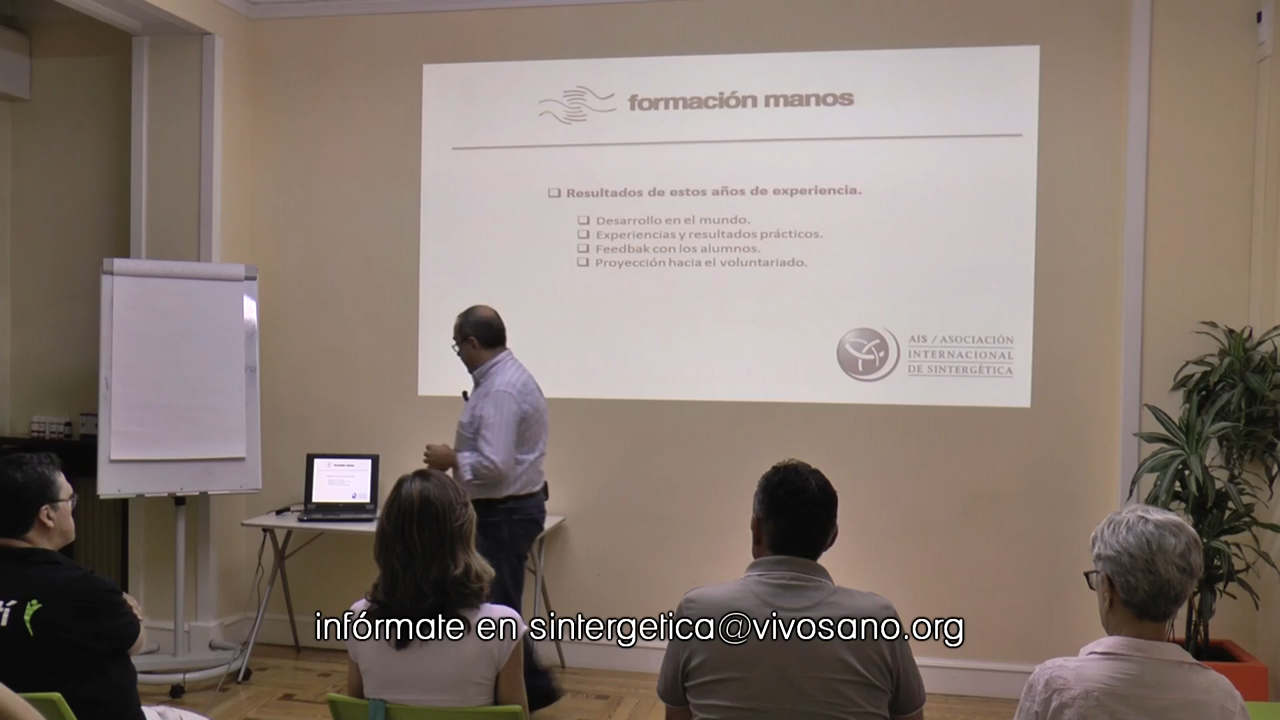 formación manos
❑ Resultados de estos años de experiencia.
❑ Desarrollo en el mundo.
❑ Experiencias y resultados prácticos.
❑ Feedbak con los alumnos.
❑ Proyección hacia el voluntariado.
AIS / ASOCIACIÓN
INTERNACIONAL
DE SINTERGÉTICA
infórmate en sintergetica@vivosano.org